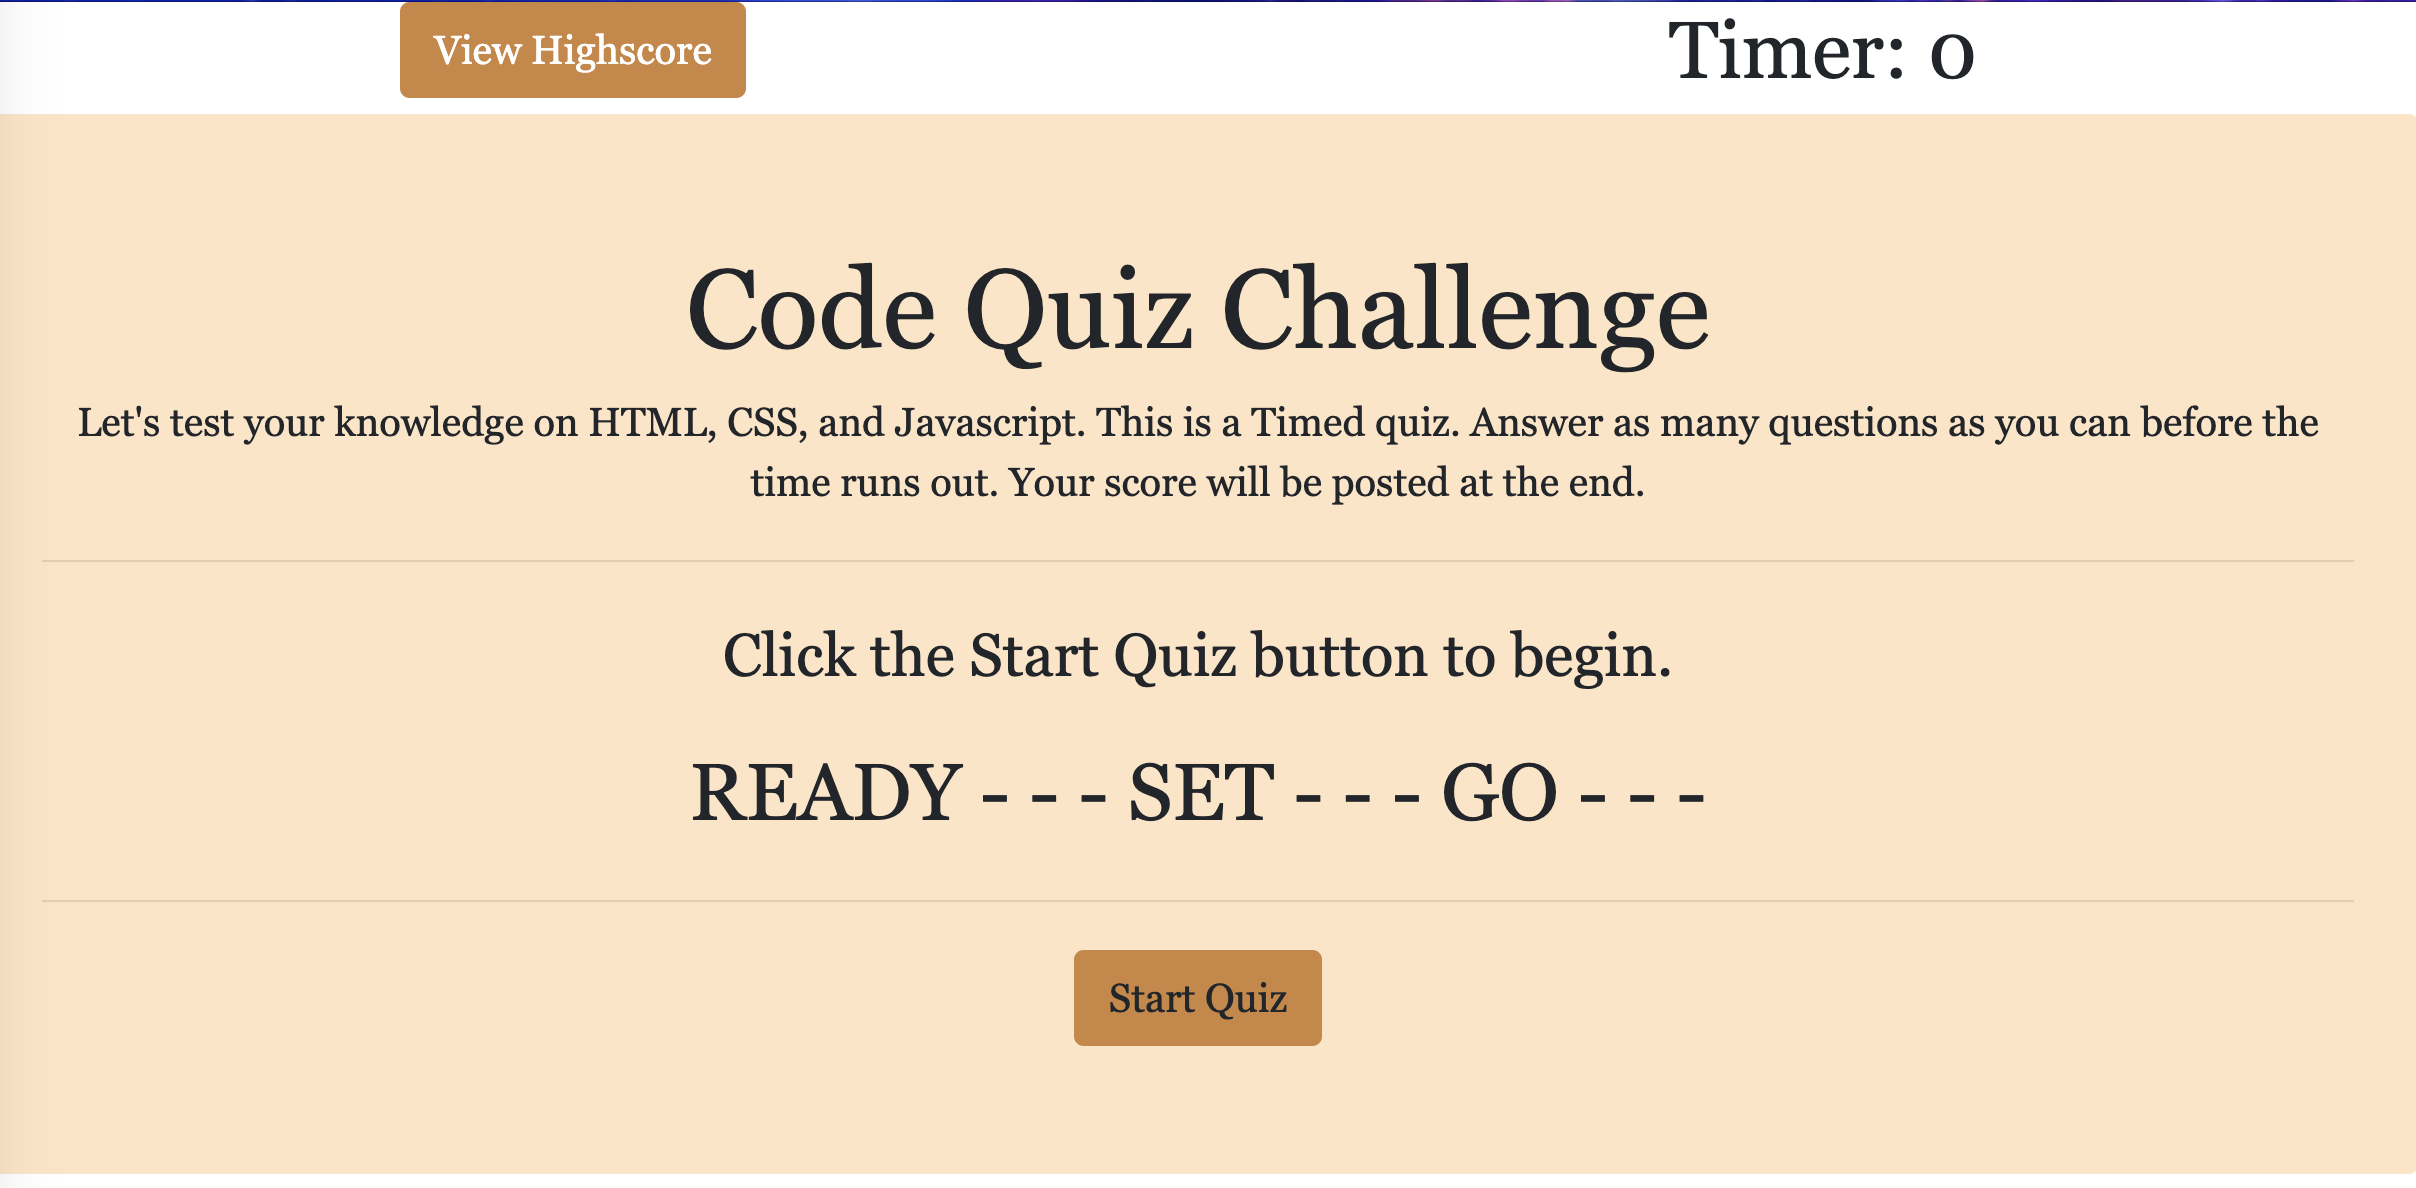 View Highscore
Timer: 0
Code Quiz Challenge
Let's test your knowledge on HTML, CSS, and Javascript. This is a Timed quiz. Answer as many questions as you can before the
time runs out. Your score will be posted at the end.
Click the Start Quiz button to begin.
READY - - - SET - - - GO - - -
Start Quiz